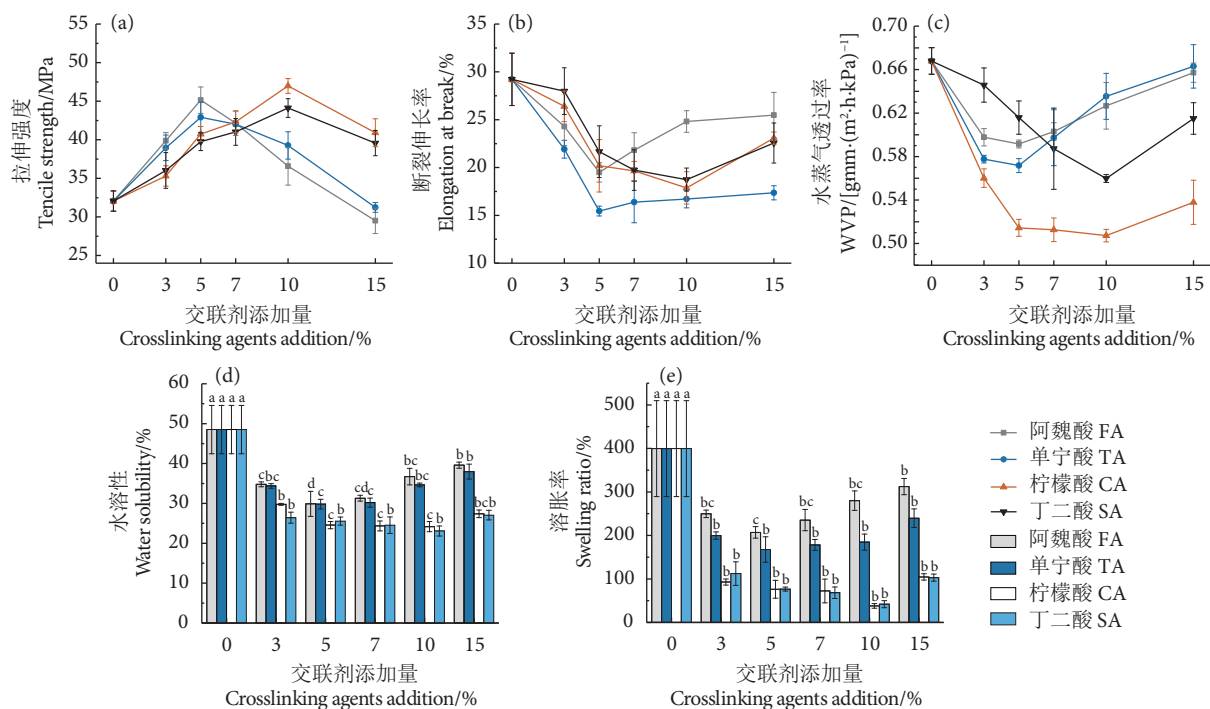 (a)
50
45
40
35
30
25
拉伸强度
Tencile strength/MPa
0 3 5 7 10 15
交联剂添加量
Crosslinking agents addition/%
(b)
35
30
25
20
15
10
断裂伸长率
Elongation at break/%
0 3 5 7 10 15
交联剂添加量
Crosslinking agents addition/%
(c)
0.70
0.66
0.62
0.58
0.54
0.50
水蒸气透过率
WVP/[gmm·(m²·h·kPa)⁻¹
0 3 5 7 10 15
交联剂添加量
Crosslinking agents addition/%
(d)
60
50
40
30
20
10
0
水溶性
Water solubility/%
a a a a
c bc b b
d c c b
cd c b b
bc bc c b
b b bc b
0 3 5 7 10 15
交联剂添加量
Crosslinking agents addition/%
(e)
500
400
300
200
100
0
溶胀率
Swelling ratio/%
a a a a
bc b b b
c b b b
bc b b b
b b b b
b b b b
0 3 5 7 10 15
交联剂添加量
Crosslinking agents addition/%
阿魏酸 FA
单宁酸 TA
柠檬酸 CA
丁二酸 SA
阿魏酸 FA
单宁酸 TA
柠檬酸 CA
丁二酸 SA